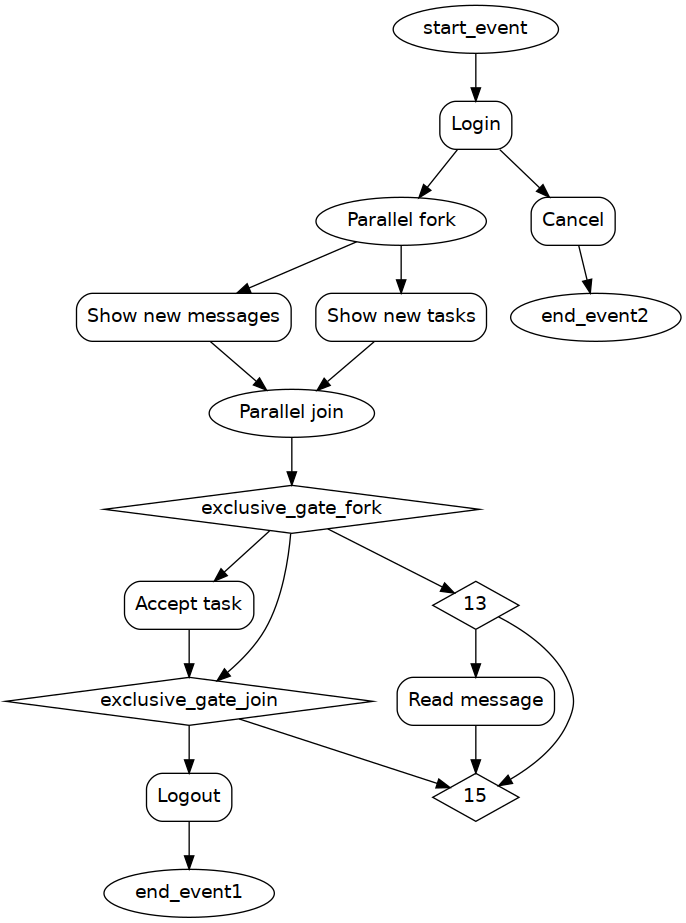 start_event
Login
Parallel fork
Cancel
Show new messages
Show new tasks
end_event2
Parallel join
exclusive_gate_fork
Accept task
13
exclusive_gate_join
Read message
Logout
15
end_event1